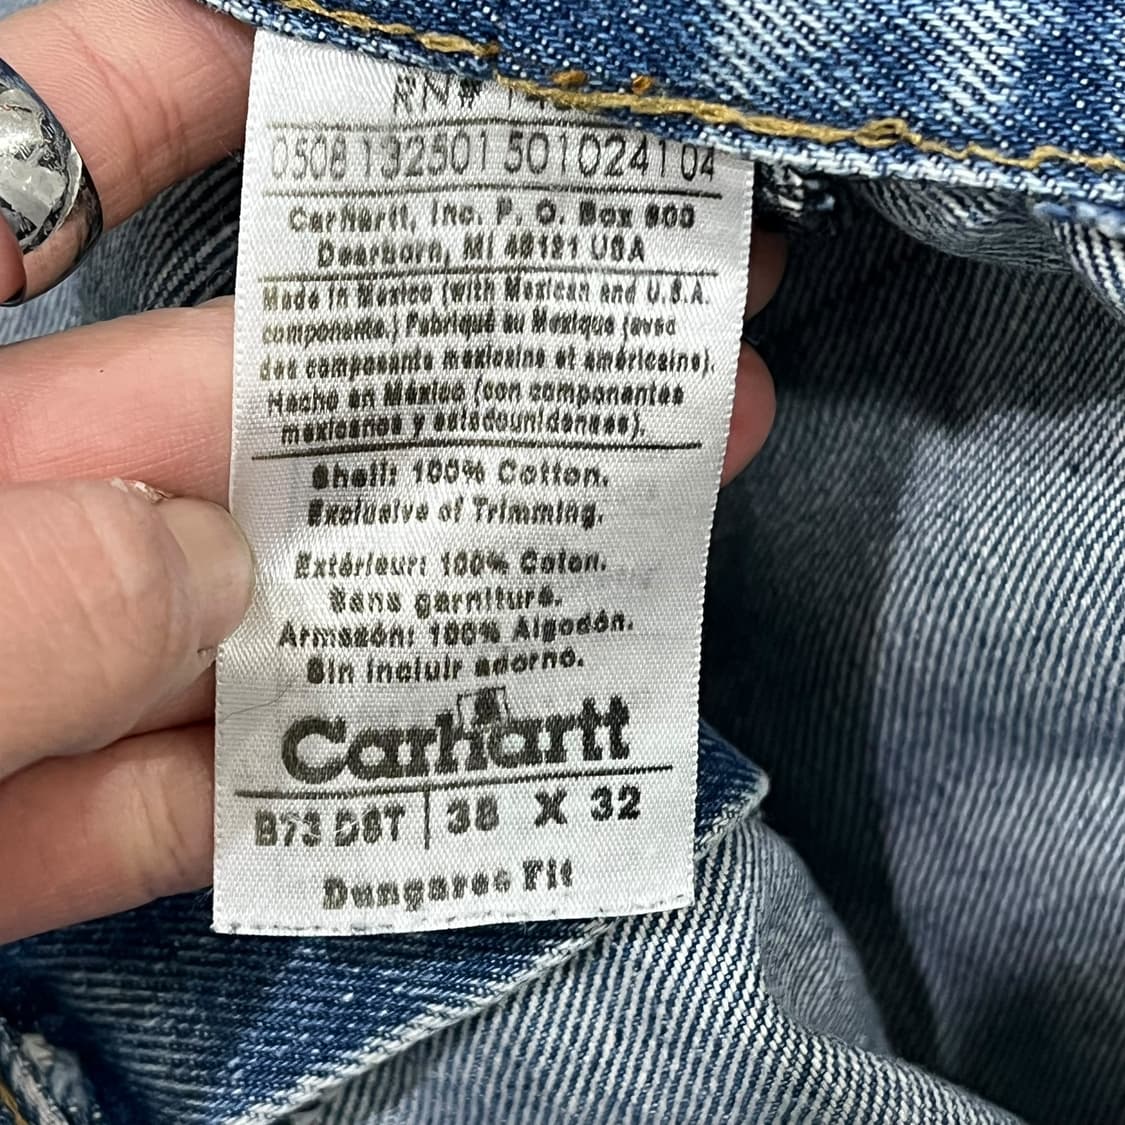 RN# 14
0508 132501 501024104
Carhartt, Inc. P. O. Box 600
Dearborn, MI 48121 USA
Made in Mexico (with Mexican and U.S.A.
components.) Fabriqué au Mexique (avec
des composants mexicains et américains).
Hecho en México (con componentes
mexicanos y estadounidenses).
Shell: 100% Cotton.
Exclusive of Trimming.
Extérieur: 100% Coton.
Sans garniture.
Armazón: 100% Algodón.
Sin incluir adorno.
Carhartt
B73 DST 38 X 32
Dungaree Fit